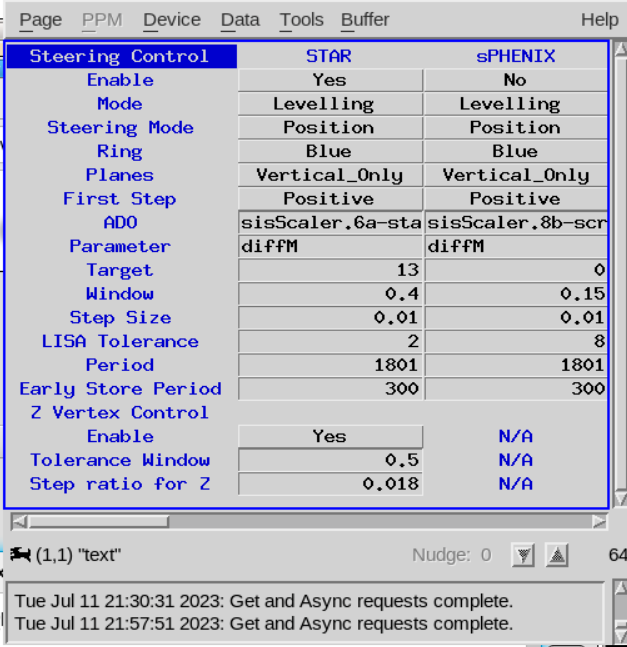 Page PPM Device Data Tools Buffer Help
Steering Control STAR sPHENIX
Enable Yes No
Mode Levelling Levelling
Steering Mode Position Position
Ring Blue Blue
Planes Vertical_Only Vertical_Only
First Step Positive Positive
ADO sisScaler.6a-sta sisScaler.8b-scr
Parameter diffM diffM
Target 13 0
Window 0.4 0.15
Step Size 0.01 0.01
LISA Tolerance 2 8
Period 1801 1801
Early Store Period 300 300
Z Vertex Control
Enable Yes N/A
Tolerance Window 0.5 N/A
Step ratio for Z 0.018 N/A
(1,1) "text" Nudge: 0 64
Tue Jul 11 21:30:31 2023: Get and Async requests complete.
Tue Jul 11 21:57:51 2023: Get and Async requests complete.